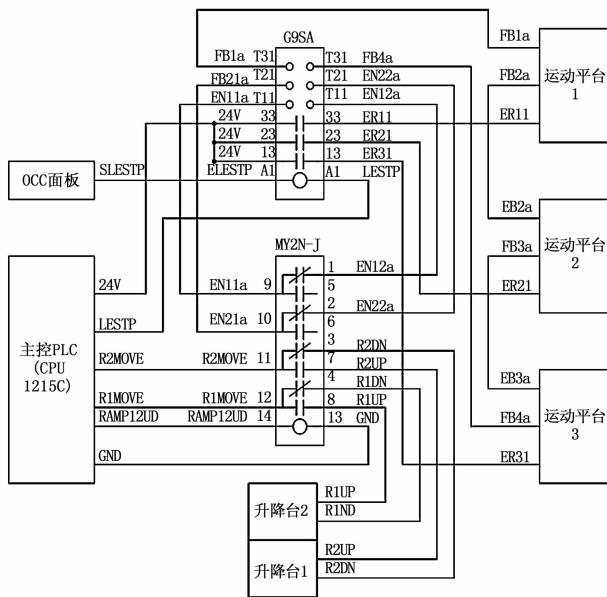 G9SA
FB1a T31 T31 FB4a
FB21a T21 T21 EN22a
EN11a T11 T11 EN12a
24V 33 33 ER11
24V 23 23 ER21
24V 13 13 ER31
SLESTP ELESTP A1 A1 LESTP
OCC面板
FB1a
FB2a
ER11
运动平台
1
EB2a
FB3a
ER21
运动平台
2
EB3a
FB4a
ER31
运动平台
3
MY2N-J
1 EN12a
EN11a 9 5
2 EN22a
EN21a 10 6
3 R2DN
R2MOVE R2MOVE 11 7 R2UP
4 R1DN
R1MOVE R1MOVE 12 8 R1UP
RAMP12UD RAMP12UD 14 13 GND
24V
LESTP
GND
主控PLC
(CPU
1215C)
升降台2
R1UP
R1ND
升降台1
R2UP
R2DN